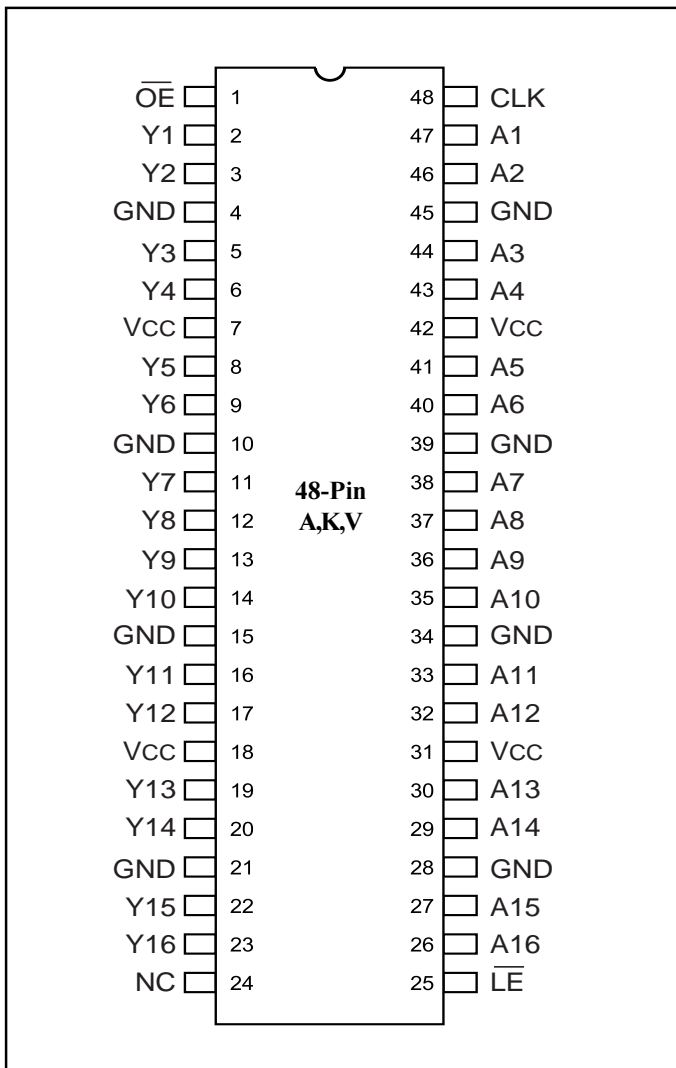 O̅E̅ 1 48 CLK
Y1 2 47 A1
Y2 3 46 A2
GND 4 45 GND
Y3 5 44 A3
Y4 6 43 A4
VCC 7 42 VCC
Y5 8 41 A5
Y6 9 40 A6
GND 10 39 GND
Y7 11 38 A7
48-Pin
Y8 12 37 A8
A,K,V
Y9 13 36 A9
Y10 14 35 A10
GND 15 34 GND
Y11 16 33 A11
Y12 17 32 A12
VCC 18 31 VCC
Y13 19 30 A13
Y14 20 29 A14
GND 21 28 GND
Y15 22 27 A15
Y16 23 26 A16
NC 24 25 L̅E̅